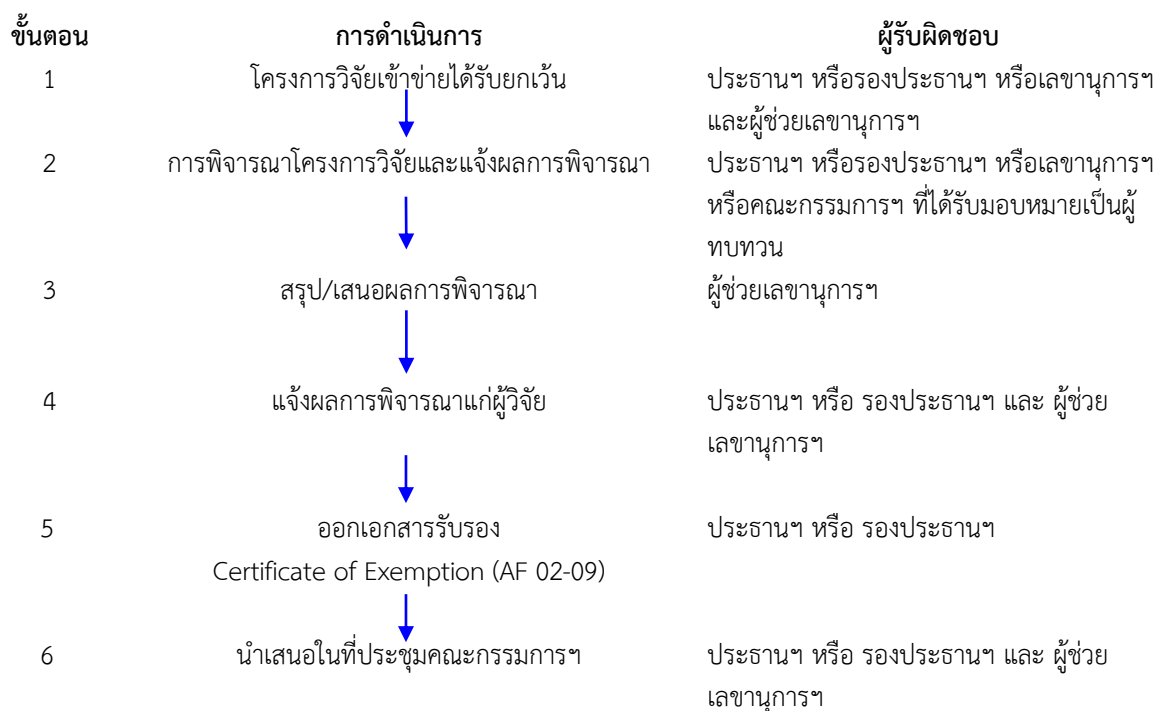 ขั้นตอน การดำเนินการ ผู้รับผิดชอบ
1 โครงการวิจัยเข้าข่ายได้รับยกเว้น ประธานฯ หรือรองประธานฯ หรือเลขานุการฯ
และผู้ช่วยเลขานุการฯ
2 การพิจารณาโครงการวิจัยและแจ้งผลการพิจารณา ประธานฯ หรือรองประธานฯ หรือเลขานุการฯ
หรือคณะกรรมการฯ ที่ได้รับมอบหมายเป็นผู้
ทบทวน
3 สรุป/เสนอผลการพิจารณา ผู้ช่วยเลขานุการฯ
4 แจ้งผลการพิจารณาแก่ผู้วิจัย ประธานฯ หรือ รองประธานฯ และ ผู้ช่วย
เลขานุการฯ
5 ออกเอกสารรับรอง ประธานฯ หรือ รองประธานฯ
Certificate of Exemption (AF 02-09)
6 นำเสนอในที่ประชุมคณะกรรมการฯ ประธานฯ หรือ รองประธานฯ และ ผู้ช่วย
เลขานุการฯ